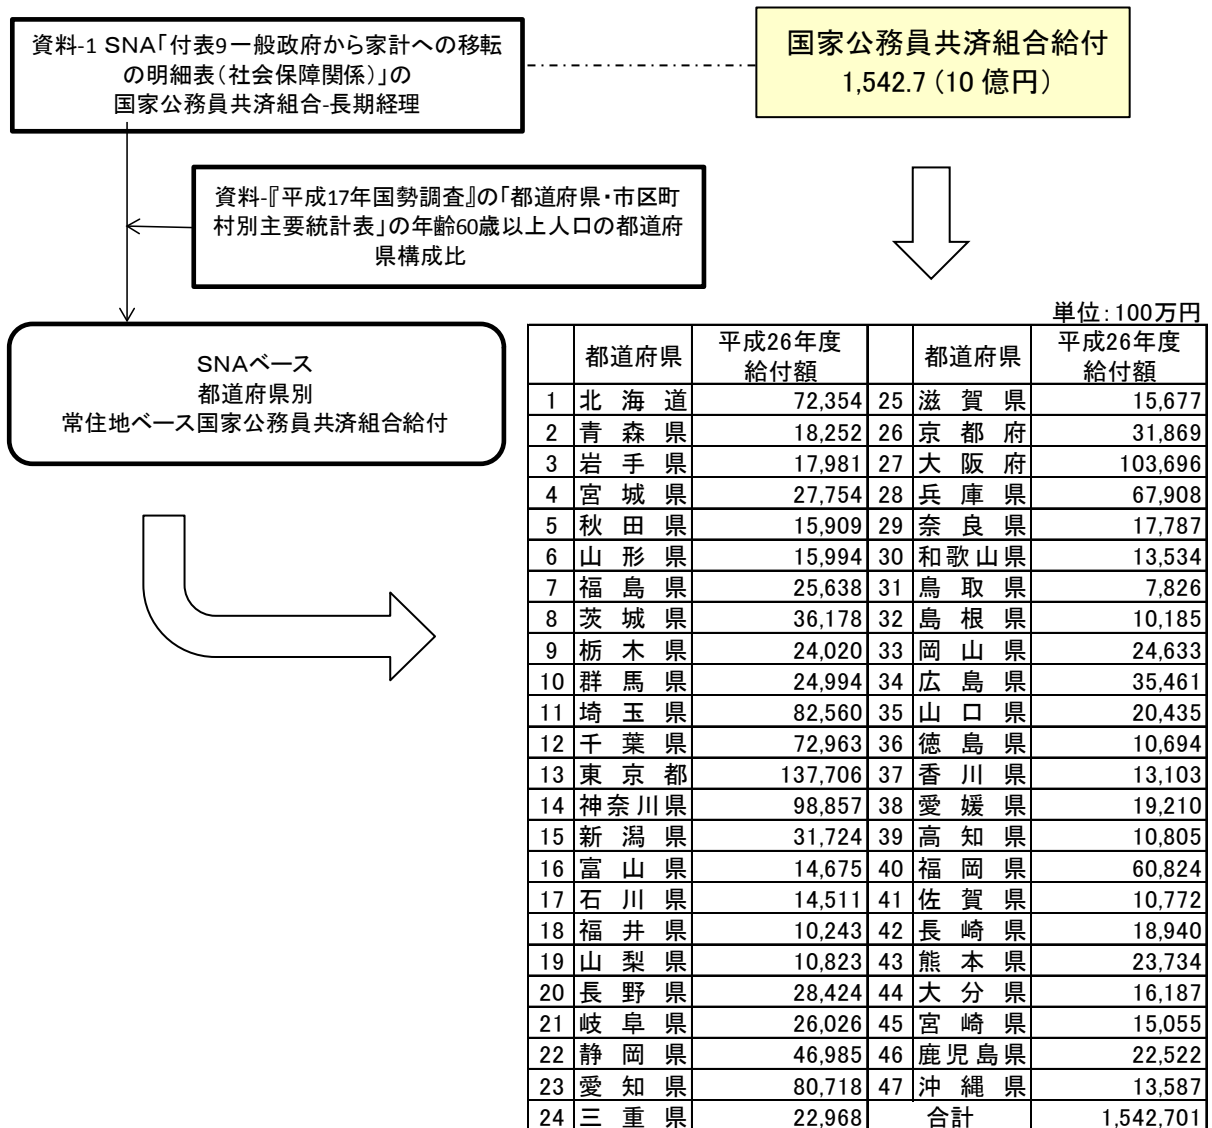 資料-1 SNA「付表9一般政府から家計への移転
の明細表(社会保障関係)」の
国家公務員共済組合-長期経理
国家公務員共済組合給付
1,542.7(10億円)
資料-『平成17年国勢調査』の「都道府県・市区町
村別主要統計表」の年齢60歳以上人口の都道府
県構成比
SNAベース
都道府県別
常住地ベース国家公務員共済組合給付
単位:100万円
都道府県 平成26年度 給付額 都道府県 平成26年度 給付額
1 北海道 72,354 25 滋賀県 15,677
2 青森県 18,252 26 京都府 31,869
3 岩手県 17,981 27 大阪府 103,696
4 宮城県 27,754 28 兵庫県 67,908
5 秋田県 15,909 29 奈良県 17,787
6 山形県 15,994 30 和歌山県 13,534
7 福島県 25,638 31 鳥取県 7,826
8 茨城県 36,178 32 島根県 10,185
9 栃木県 24,020 33 岡山県 24,633
10 群馬県 24,994 34 広島県 35,461
11 埼玉県 82,560 35 山口県 20,435
12 千葉県 72,963 36 徳島県 10,694
13 東京都 137,706 37 香川県 13,103
14 神奈川県 98,857 38 愛媛県 19,210
15 新潟県 31,724 39 高知県 10,805
16 富山県 14,675 40 福岡県 60,824
17 石川県 14,511 41 佐賀県 10,772
18 福井県 10,243 42 長崎県 18,940
19 山梨県 10,823 43 熊本県 23,734
20 長野県 28,424 44 大分県 16,187
21 岐阜県 26,026 45 宮崎県 15,055
22 静岡県 46,985 46 鹿児島県 22,522
23 愛知県 80,718 47 沖縄県 13,587
24 三重県 22,968 合計 1,542,701